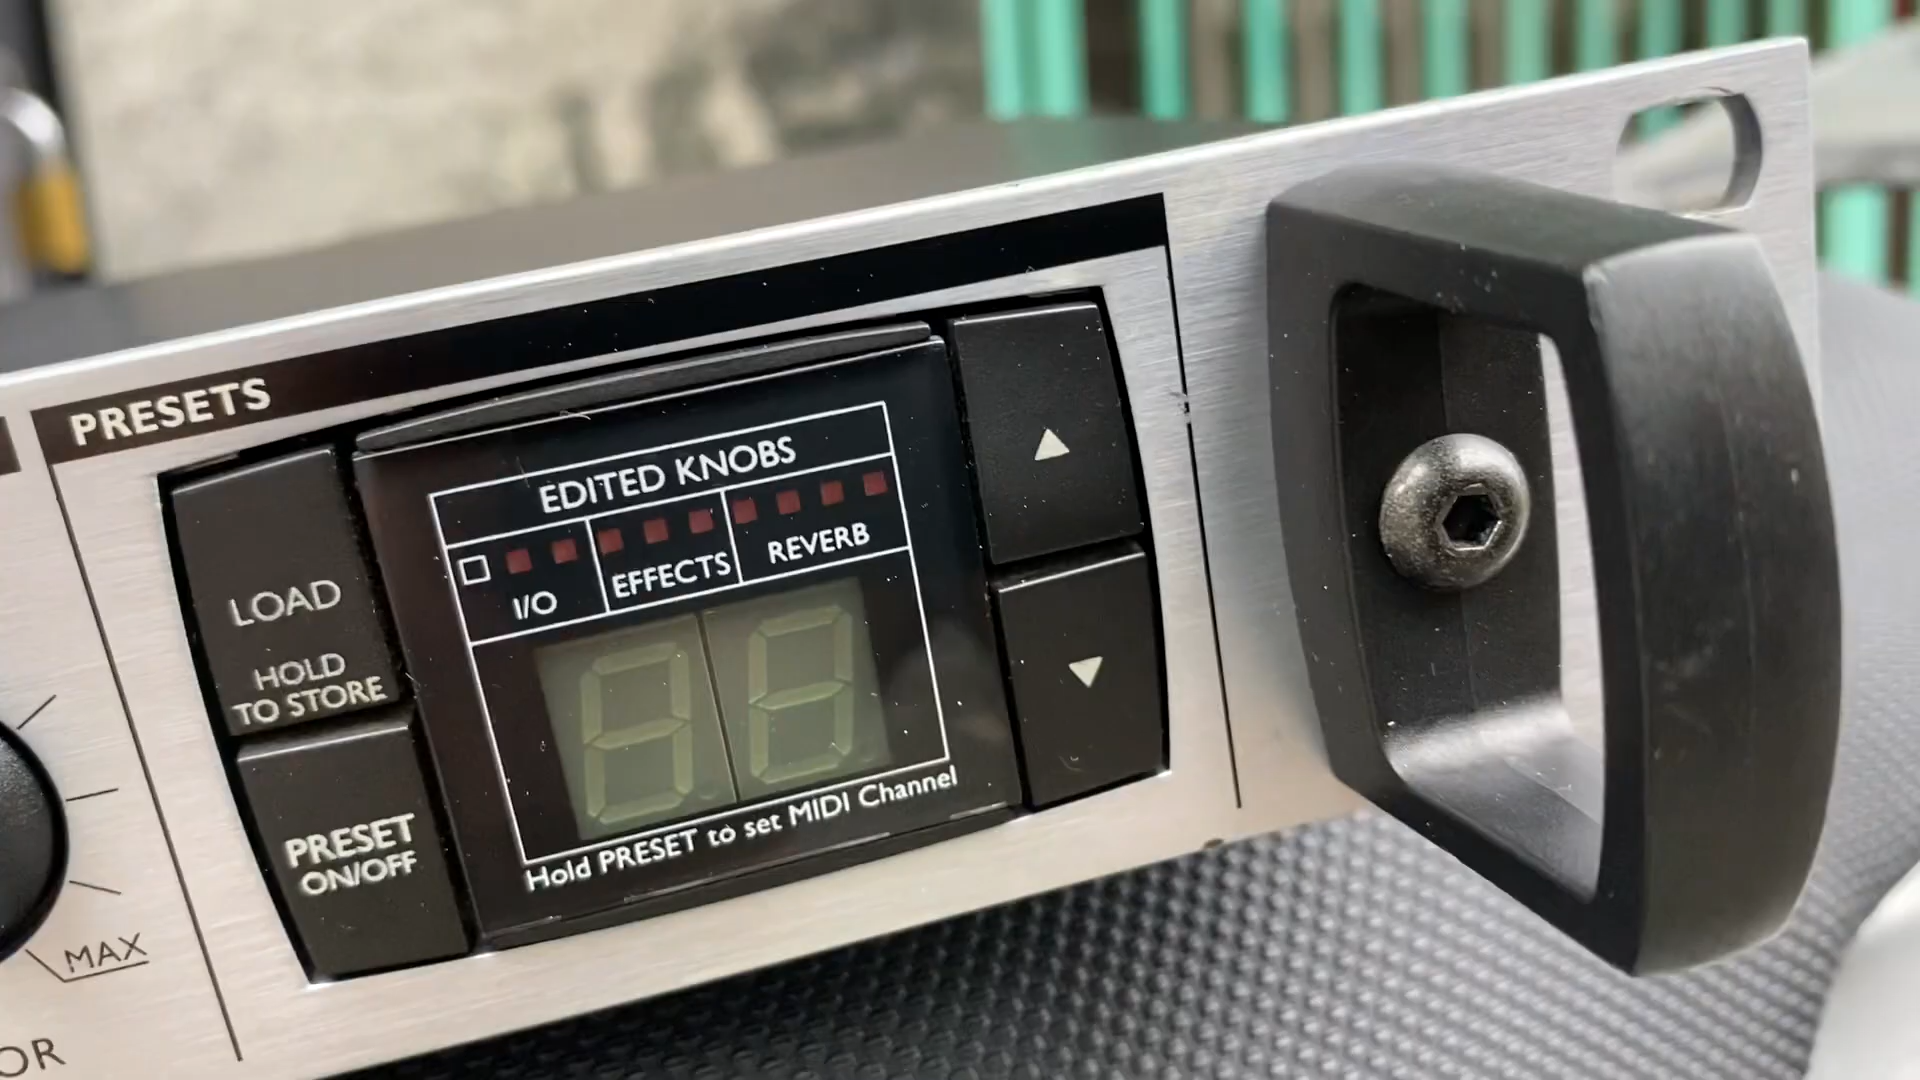 PRESETS
EDITED KNOBS
I/O
EFFECTS
REVERB
LOAD
HOLD
TO STORE
PRESET
ON/OFF
Hold PRESET to set MIDI Channel
MAX
OR